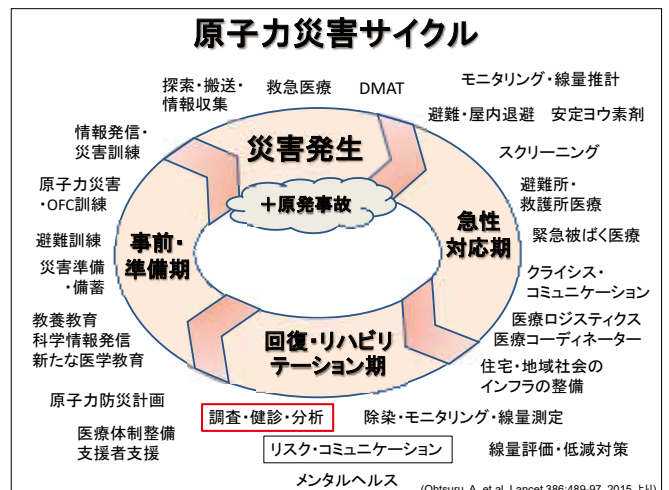 原子力災害サイクル
探索・搬送・
情報収集
救急医療
DMAT
モニタリング・線量推計
避難・屋内退避
安定ヨウ素剤
情報発信・
災害訓練
災害発生
スクリーニング
原子力災害
・OFC訓練
＋原発事故
避難所・
救護所医療
避難訓練
事前・
準備期
急性
対応期
緊急被ばく医療
災害準備
・備蓄
クライシス・
コミュニケーション
教養教育
科学情報発信
新たな医学教育
回復・リハビリ
テーション期
医療ロジスティクス
医療コーディネーター
住宅・地域社会の
インフラの整備
原子力防災計画
調査・健診・分析
除染・モニタリング・線量測定
医療体制整備
支援者支援
リスク・コミュニケーション
線量評価・低減対策
メンタルヘルス
(Ohtsuru, A. et al. Lancet 386:489-97, 2015 より)